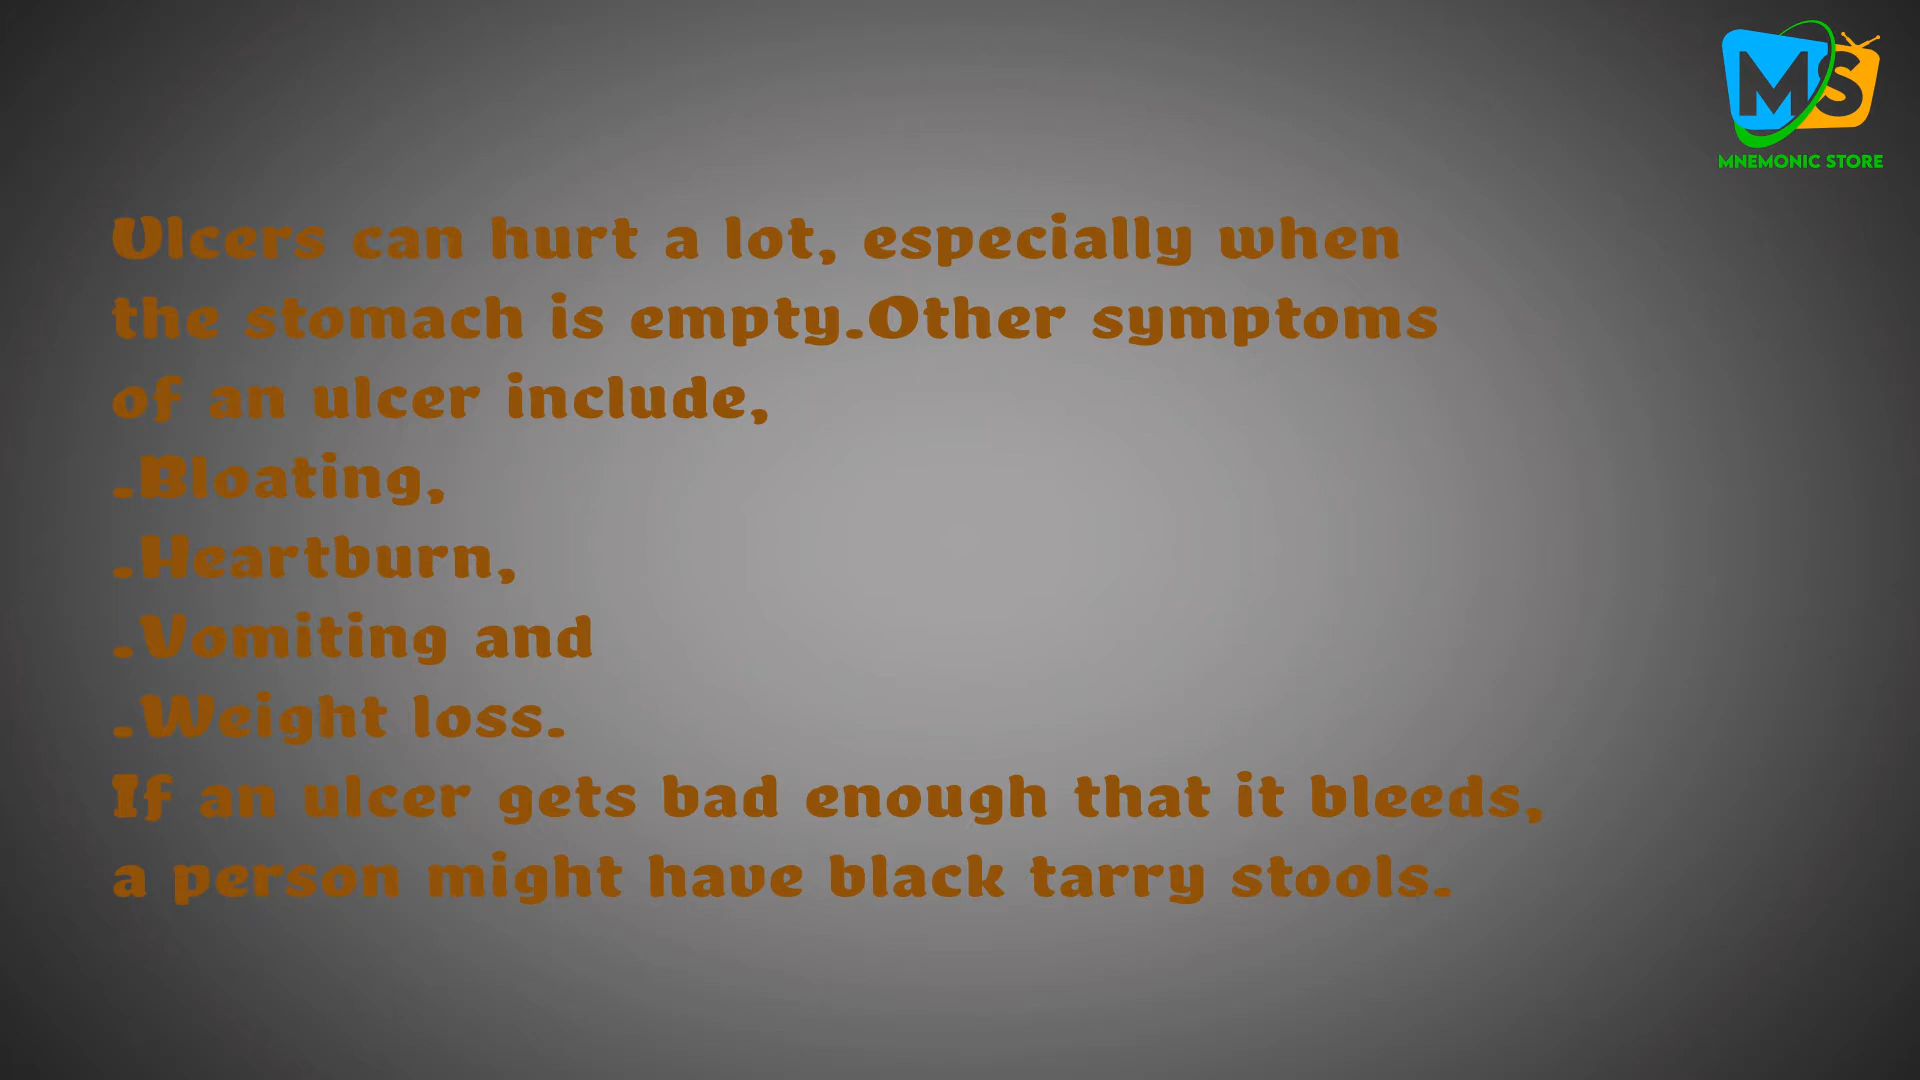 MS
MNEMONIC STORE
Ulcers can hurt a lot, especially when
the stomach is empty.Other symptoms
of an ulcer include,
.Bloating,
.Heartburn,
.Vomiting and
.Weight loss.
If an ulcer gets bad enough that it bleeds,
a person might have black tarry stools.